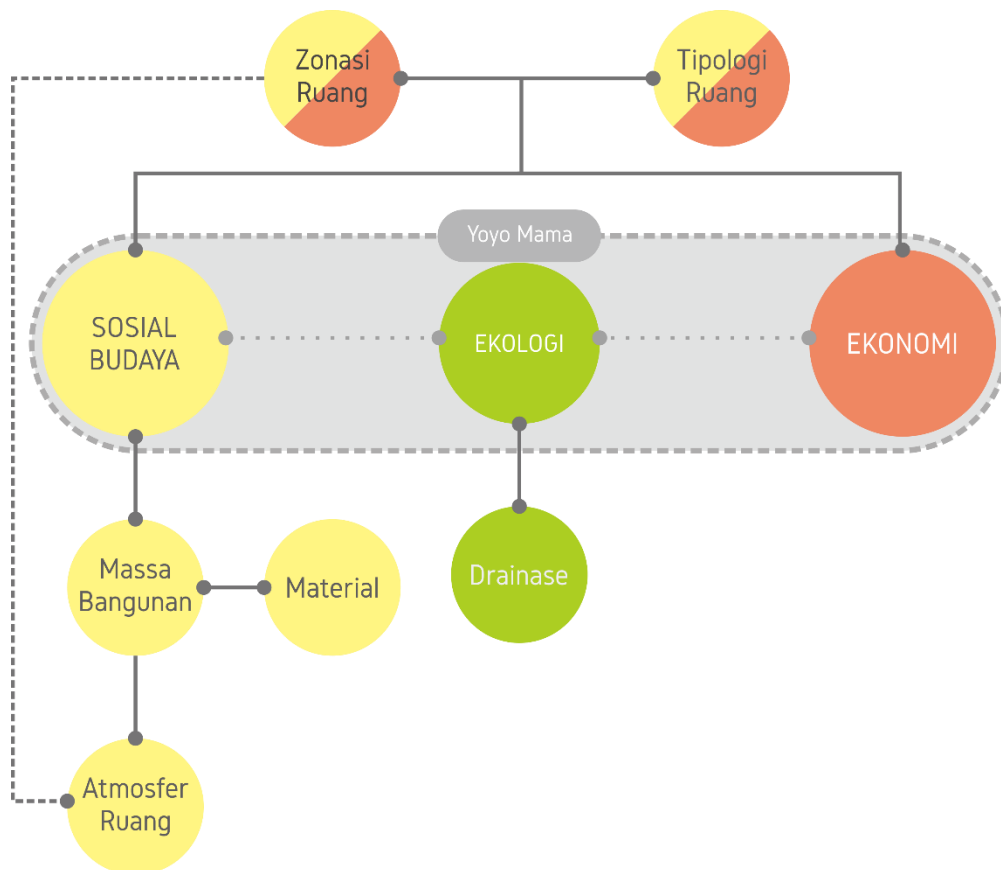 Zonasi
Ruang
Tipologi
Ruang
Yoyo Mama
SOSIAL
BUDAYA
EKOLOGI
EKONOMI
Massa
Bangunan
Material
Drainase
Atmosfer
Ruang